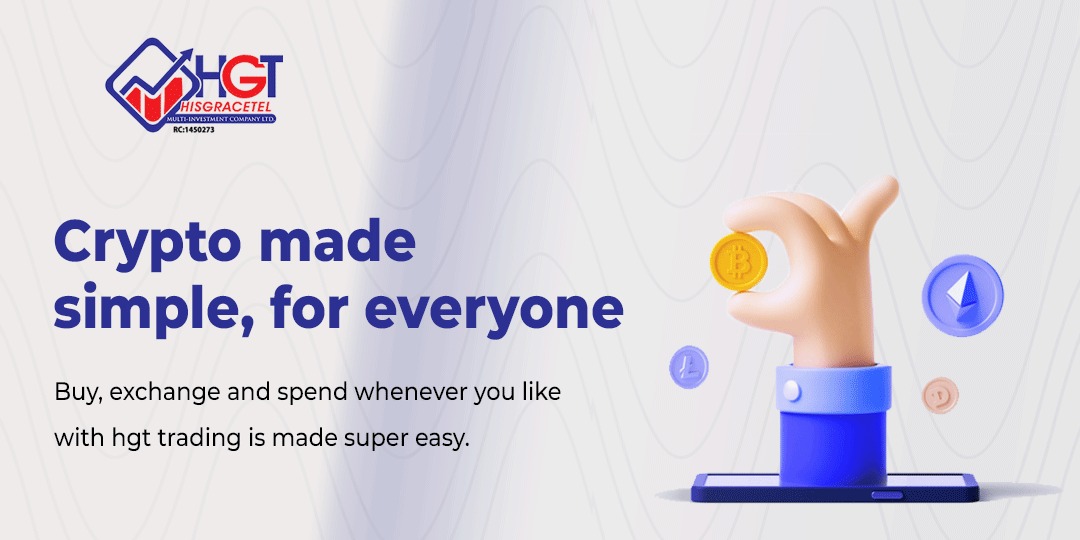 HGT
HISGRACETEL
MULTI-INVESTMENT COMPANY LTD.
RC:1450273
Crypto made
simple, for everyone
Buy, exchange and spend whenever you like
with hgt trading is made super easy.